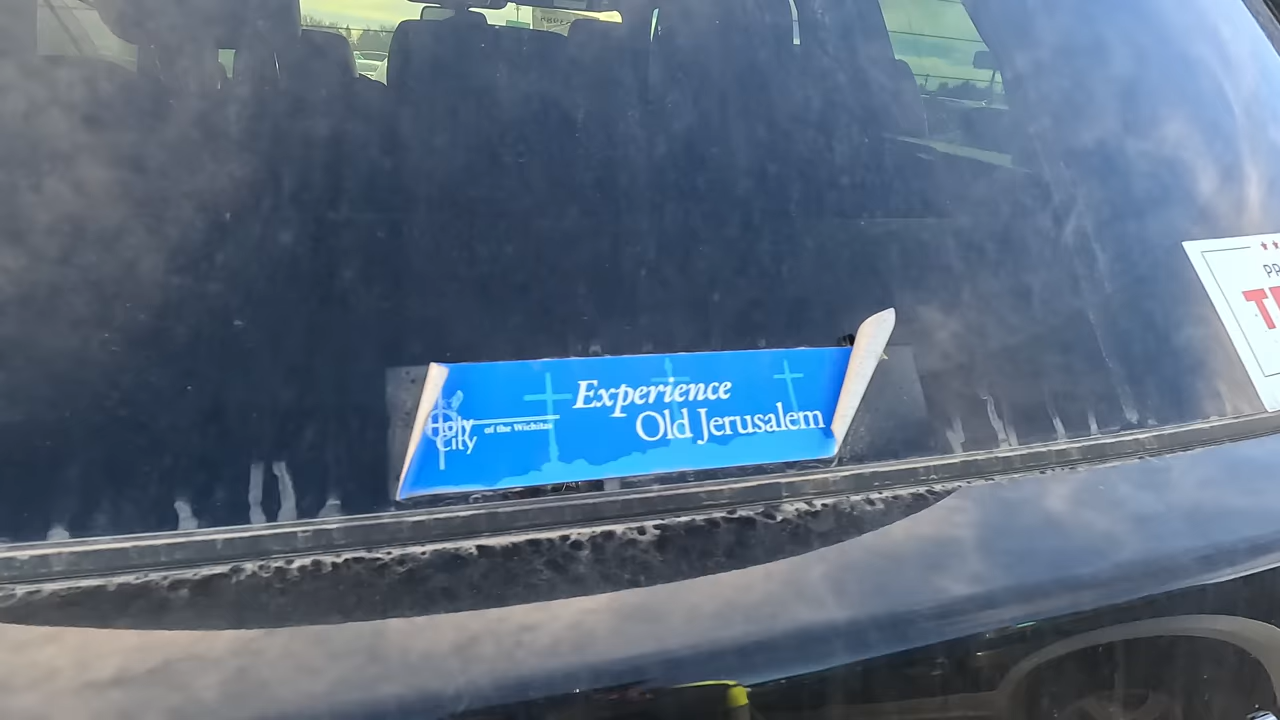 Experience
Old Jerusalem
Holy
City
of the Wichitas